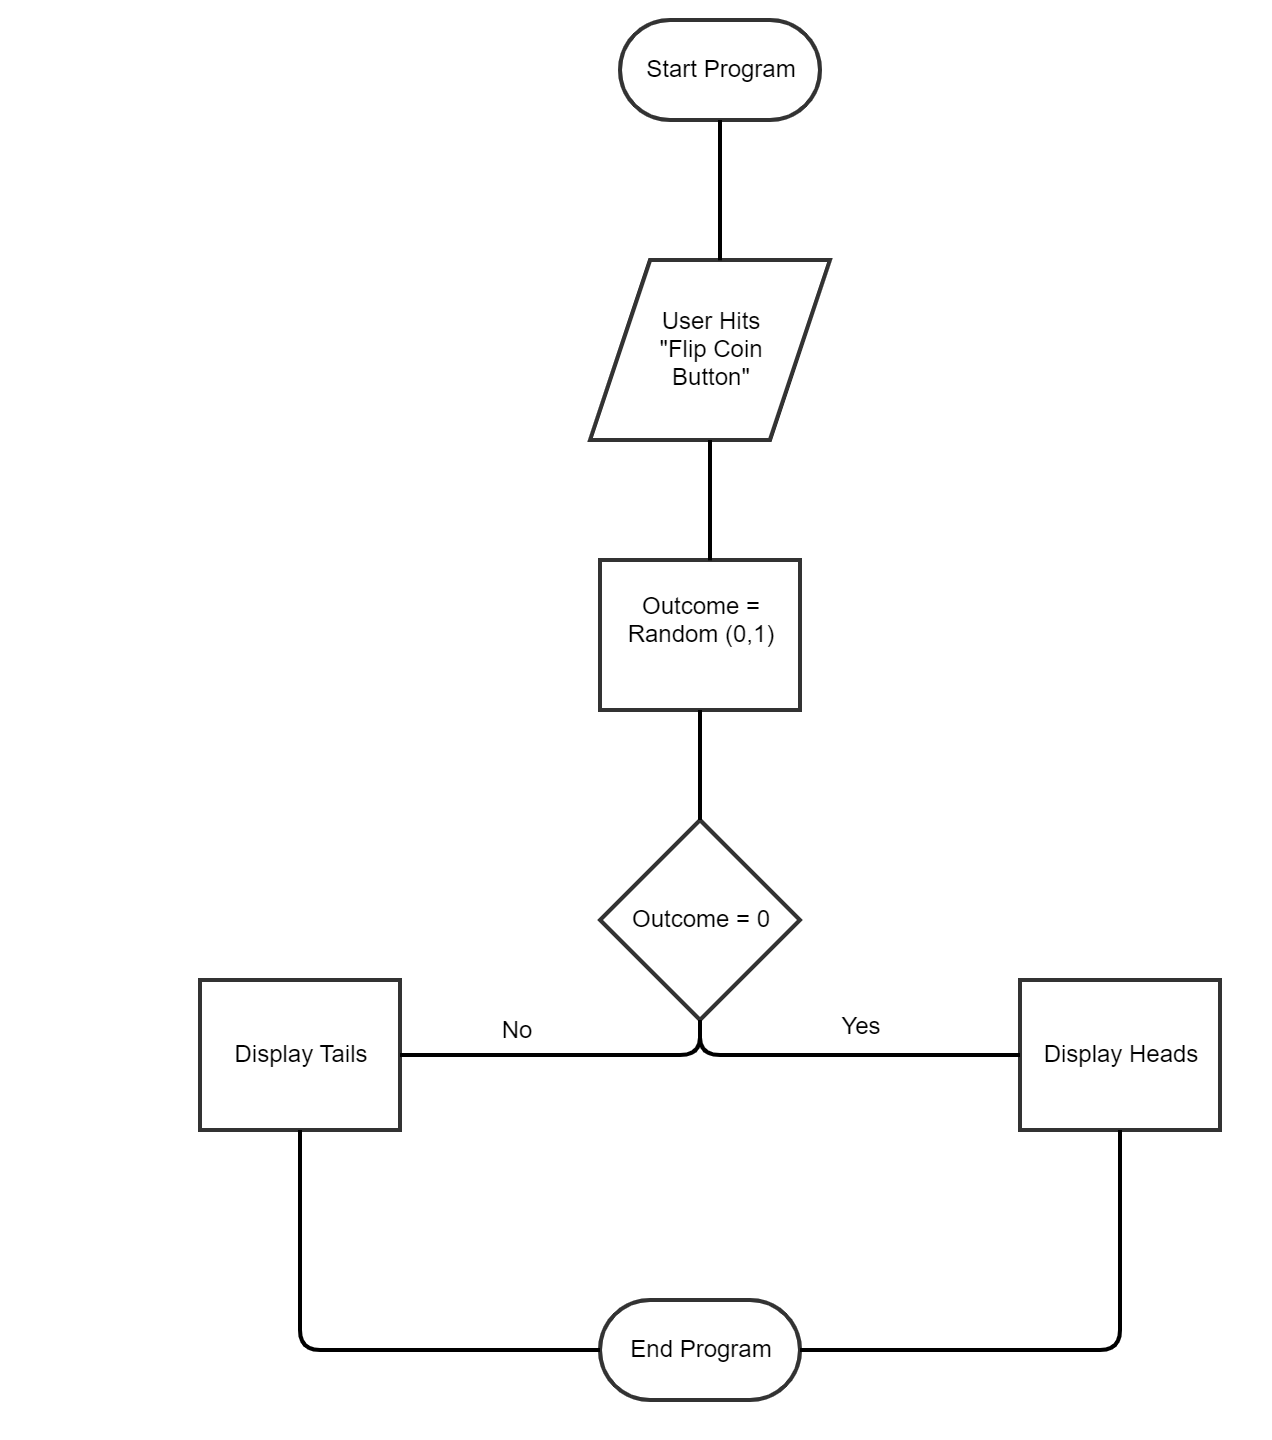 Start Program
User Hits
"Flip Coin
Button"
Outcome =
Random (0,1)
Outcome = 0
No
Yes
Display Tails
Display Heads
End Program